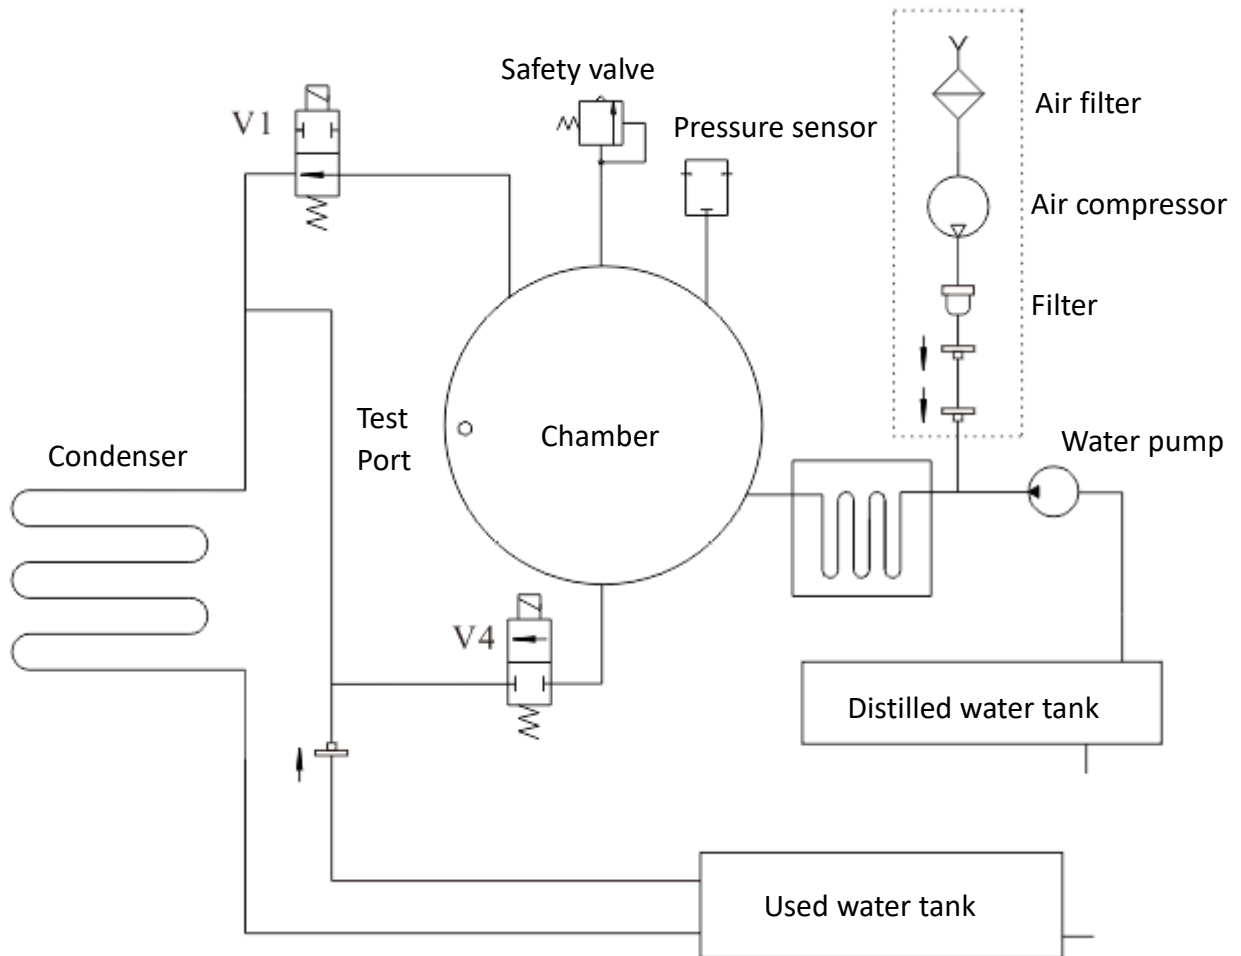 Safety valve
V1
Pressure sensor
Air filter
Air compressor
Filter
Test
Port
Chamber
Condenser
Water pump
V4
Distilled water tank
Used water tank